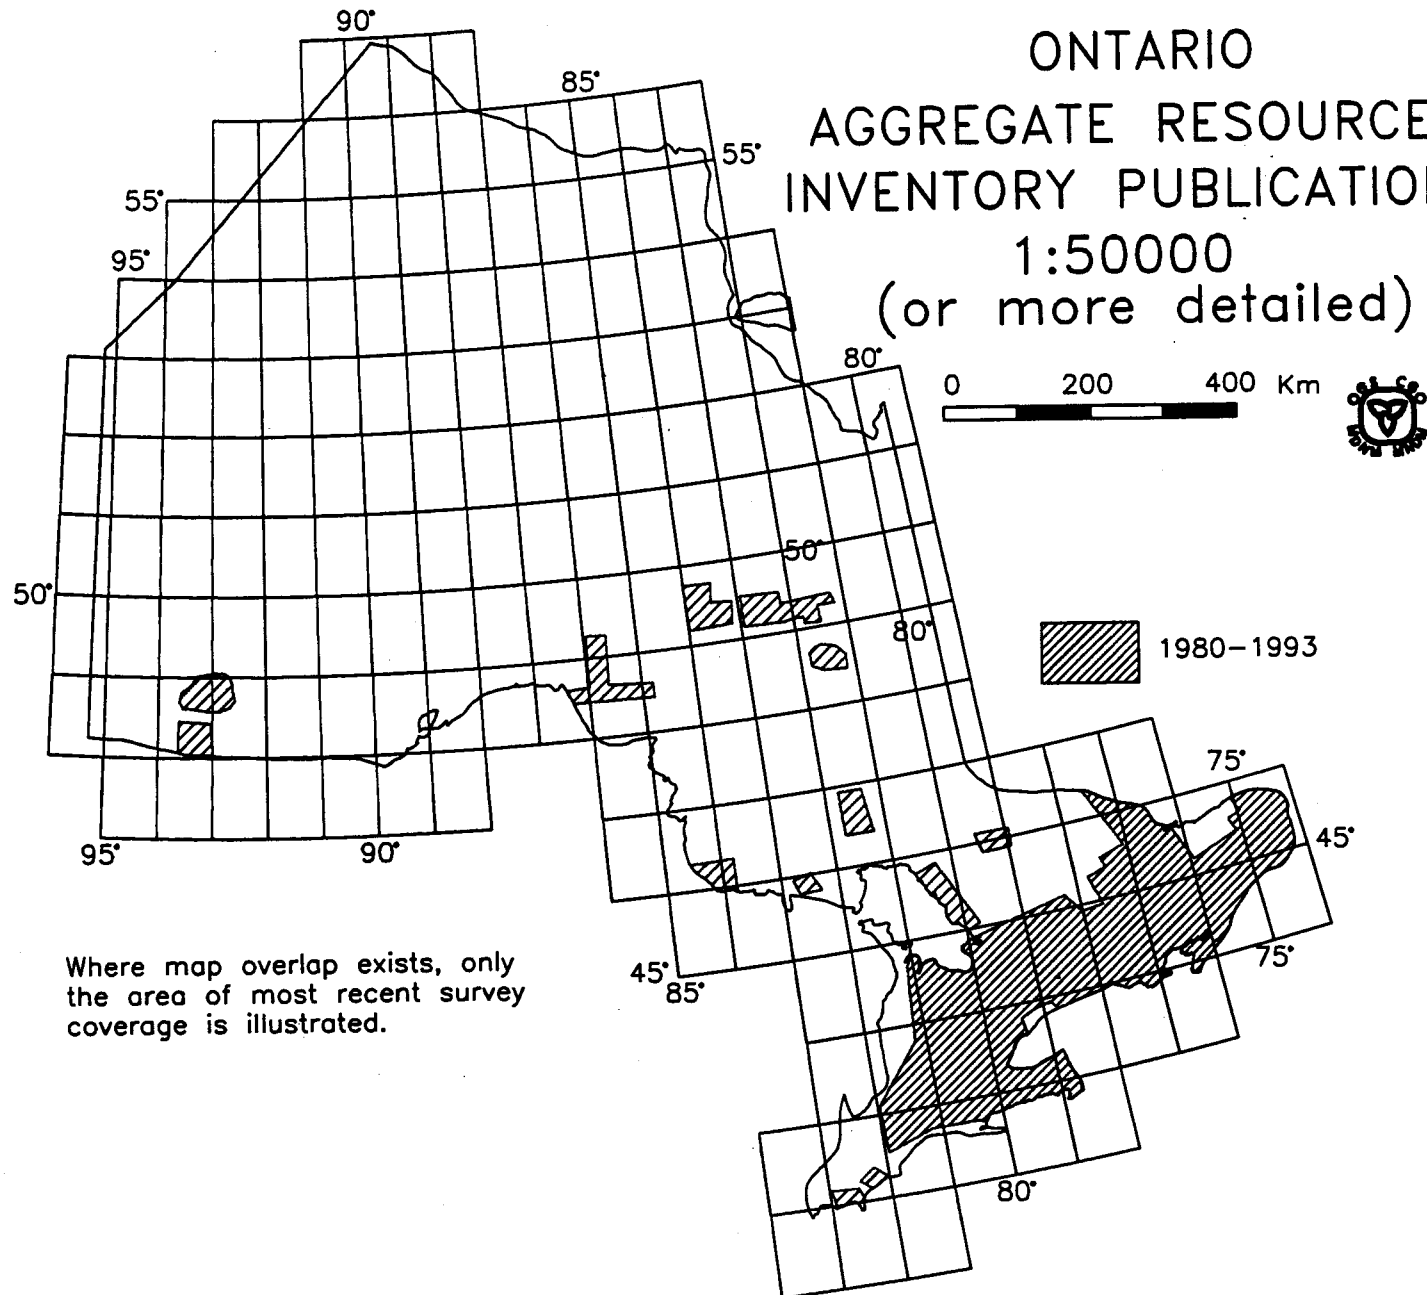 ONTARIO
AGGREGATE RESOURCE
INVENTORY PUBLICATIO
1:50000
(or more detailed)
0 200 400 Km
1980-1993
Where map overlap exists, only
the area of most recent survey
coverage is illustrated.
90°
85°
55°
55°
95°
80°
50°
50°
80°
75°
45°
95°
90°
45°
85°
75°
80°